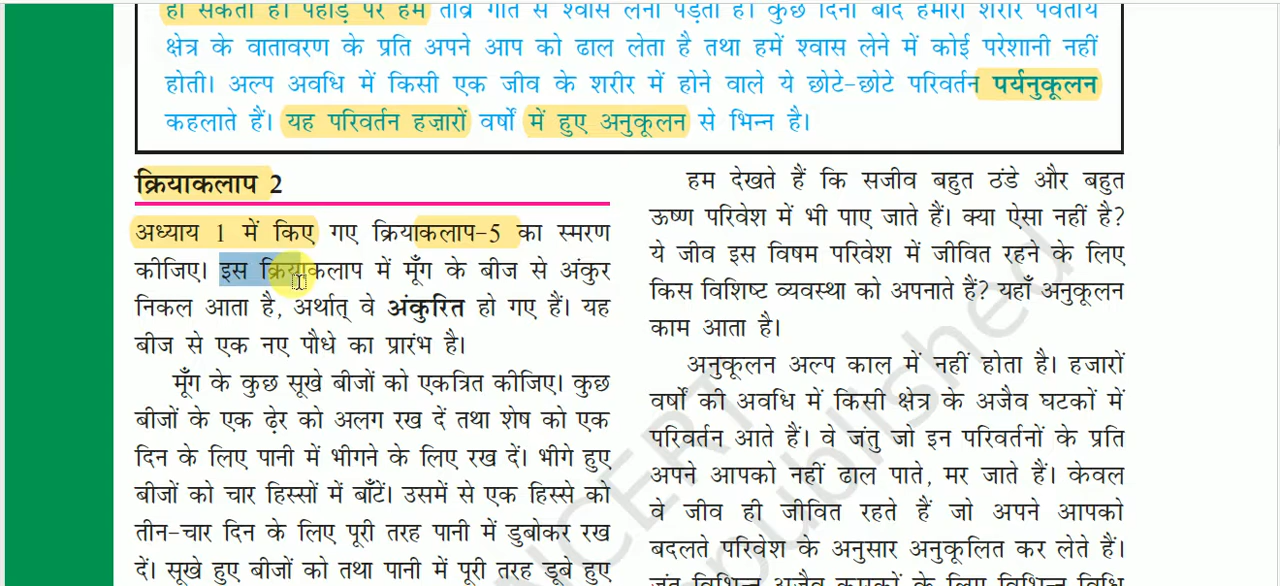 हो सकती है। पहाड़ पर हमें तीव्र गति से श्वास लेनी पड़ती है। कुछ दिनों बाद हमारा शरीर पर्वतीय
क्षेत्र के वातावरण के प्रति अपने आप को ढाल लेता है तथा हमें श्वास लेने में कोई परेशानी नहीं
होती। अल्प अवधि में किसी एक जीव के शरीर में होने वाले ये छोटे-छोटे परिवर्तन पर्यनुकूलन
कहलाते हैं। यह परिवर्तन हज़ारों वर्षों में हुए अनुकूलन से भिन्न है।
क्रियाकलाप 2
अध्याय 1 में किए गए क्रियाकलाप-5 का स्मरण
कीजिए। इस क्रियाकलाप में मूँग के बीज से अंकुर
निकल आता है, अर्थात् वे अंकुरित हो गए हैं। यह
बीज से एक नए पौधे का प्रारंभ है।
मूँग के कुछ सूखे बीजों को एकत्रित कीजिए। कुछ
बीजों के एक ढ़ेर को अलग रख दें तथा शेष को एक
दिन के लिए पानी में भीगने के लिए रख दें। भीगे हुए
बीजों को चार हिस्सों में बाँटें। उसमें से एक हिस्से को
तीन-चार दिन के लिए पूरी तरह पानी में डुबोकर रख
दें। सूखे हुए बीजों को तथा पानी में पूरी तरह डूबे हुए
हम देखते हैं कि सजीव बहुत ठंडे और बहुत
ऊष्ण परिवेश में भी पाए जाते हैं। क्या ऐसा नहीं है?
ये जीव इस विषम परिवेश में जीवित रहने के लिए
किस विशिष्ट व्यवस्था को अपनाते हैं? यहाँ अनुकूलन
काम आता है।
अनुकूलन अल्प काल में नहीं होता है। हजारों
वर्षों की अवधि में किसी क्षेत्र के अजैव घटकों में
परिवर्तन आते हैं। वे जंतु जो इन परिवर्तनों के प्रति
अपने आपको नहीं ढाल पाते, मर जाते हैं। केवल
वे जीव ही जीवित रहते हैं जो अपने आपको
बदलते परिवेश के अनुसार अनुकूलित कर लेते हैं।
जंतु विभिन्न अजैव कारकों के लिए विभिन्न विधि
NCERT
published